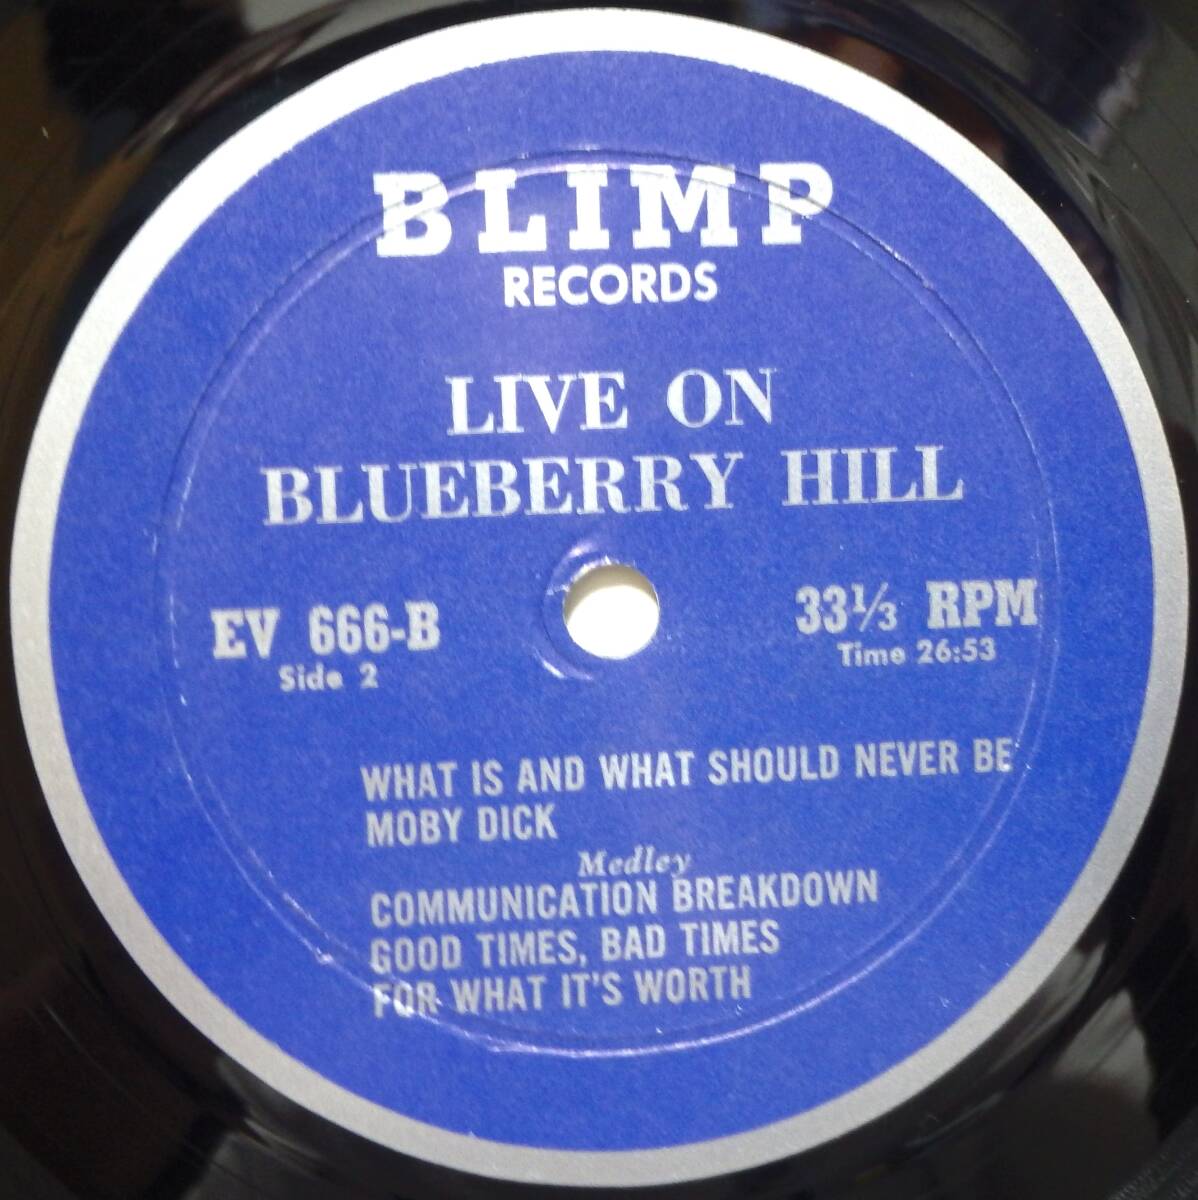 BLIMP
RECORDS
LIVE ON
BLUEBERRY HILL
EV 666-B
Side 2
33⅓ RPM
Time 26:53
WHAT IS AND WHAT SHOULD NEVER BE
MOBY DICK
Medley
COMMUNICATION BREAKDOWN
GOOD TIMES, BAD TIMES
FOR WHAT IT'S WORTH